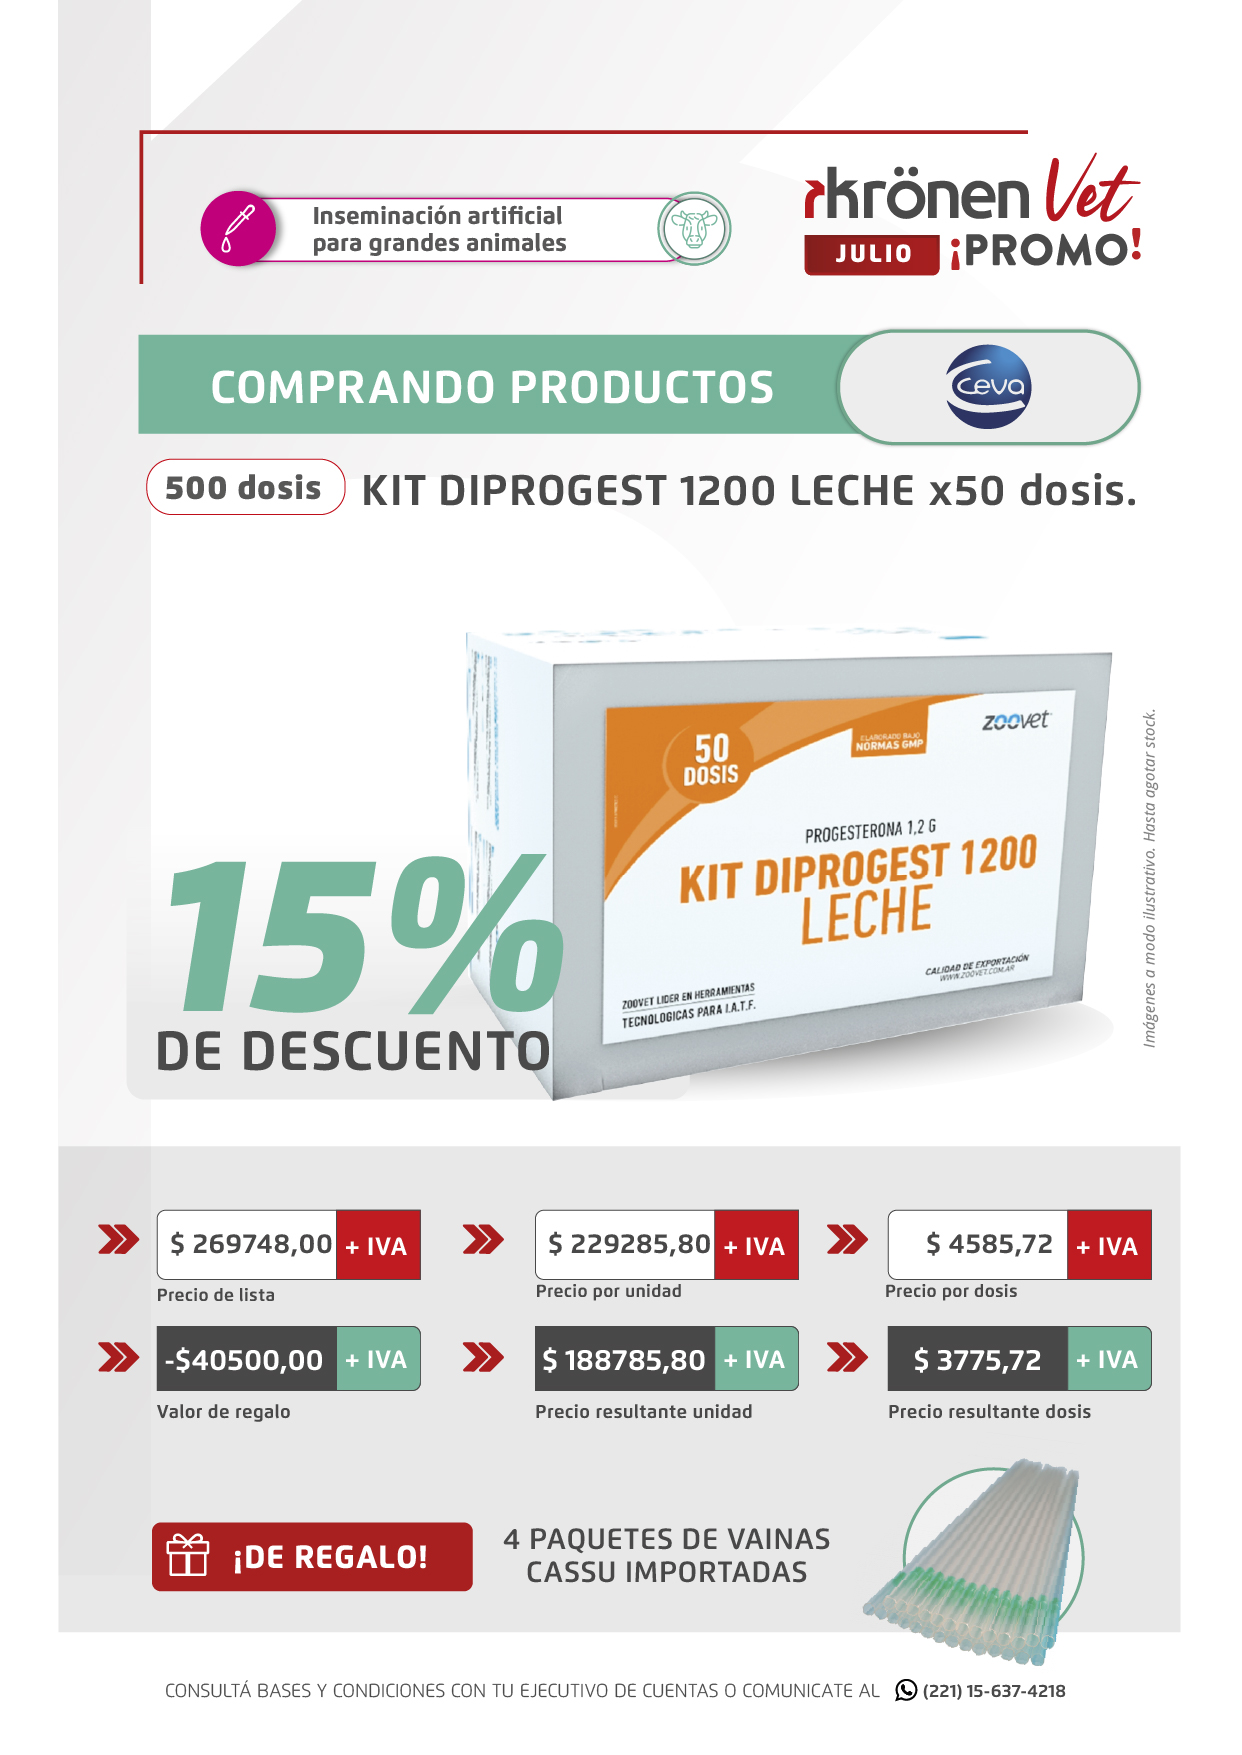 Inseminación artificial
para grandes animales
krönen Vet
JULIO ¡PROMO!
COMPRANDO PRODUCTOS
ceva
500 dosis KIT DIPROGEST 1200 LECHE x50 dosis.
50
DOSIS
ELABORADO BAJO
NORMAS GMP
zoovet
PROGESTERONA 1,2 G
KIT DIPROGEST 1200
LECHE
CALIDAD DE EXPORTACIÓN
WWW.ZOOVET.COM.AR
ZOOVET LIDER EN HERRAMIENTAS
TECNOLOGICAS PARA I.A.T.F.
15%
DE DESCUENTO
Imágenes a modo ilustrativo. Hasta agotar stock.
$ 269748,00 + IVA
Precio de lista
$ 229285,80 + IVA
Precio por unidad
$ 4585,72 + IVA
Precio por dosis
-$40500,00 + IVA
Valor de regalo
$ 188785,80 + IVA
Precio resultante unidad
$ 3775,72 + IVA
Precio resultante dosis
¡DE REGALO!
4 PAQUETES DE VAINAS
CASSU IMPORTADAS
CONSULTÁ BASES Y CONDICIONES CON TU EJECUTIVO DE CUENTAS O COMUNICATE AL (221) 15-637-4218